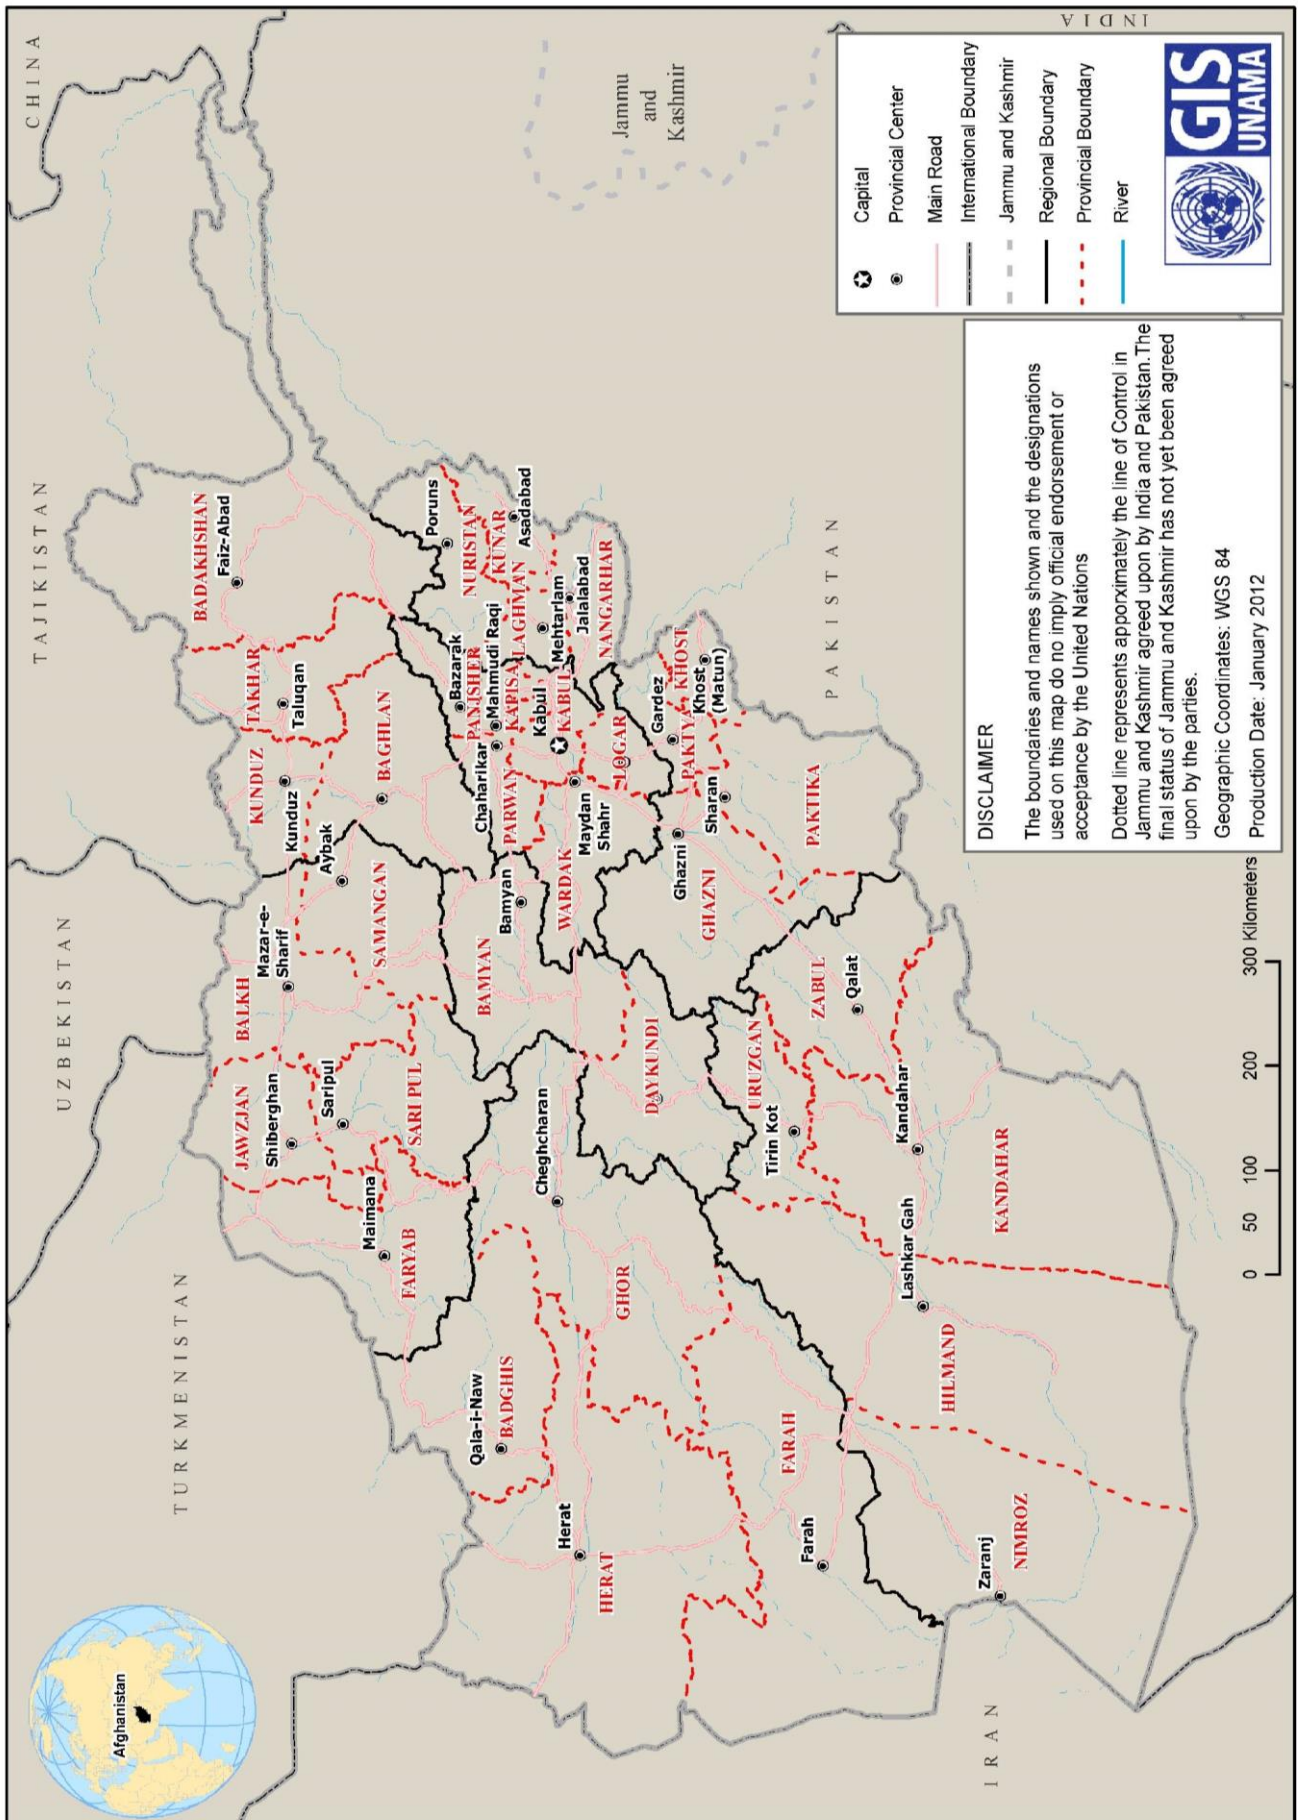 CHINA
TAJIKISTAN
UZBEKISTAN
TURKMENISTAN
IRAN
PAKISTAN
INDIA
Jammu
and
Kashmir
Afghanistan
BADAKHSHAN
Faiz-Abad
TAKHAR
Taluqan
KUNDUZ
Kunduz
BAGHLAN
Aybak
SAMANGAN
Mazar-e-
Sharif
BALKH
JAWZJAN
Shiberghan
Saripul
SARI PUL
Maimana
FARYAB
Qala-i-Naw
BADGHIS
Herat
HERAT
Cheghcharan
GHOR
Farah
FARAH
Zaranj
NIMROZ
HILMAND
Lashkar Gah
KANDAHAR
Kandahar
Tirin Kot
URUZGAN
DAYKUNDI
ZABUL
Qalat
BAMYAN
Bamyan
WARDAK
Maydan
Shahr
PARWAN
Chaharikar
PANJSHER
Bazarak
Mahmudi Raqi
KAPISA
Kabul
KABUL
LOGAR
LAGHMAN
Mehtarlam
NURISTAN
Poruns
KUNAR
Asadabad
Jalalabad
NANGARHAR
Gardez
PAKTYA
KHOST
Khost
(Matun)
Sharan
PAKTIKA
Ghazni
GHAZNI
0 50 100 200 300 Kilometers
DISCLAIMER
The boundaries and names shown and the designations
used on this map do no imply official endorsement or
acceptance by the United Nations
Dotted line represents apporximately the line of Control in
Jammu and Kashmir agreed upon by India and Pakistan.The
final status of Jammu and Kashmir has not yet been agreed
upon by the parties.
Geographic Coordinates: WGS 84
Production Date: January 2012
Capital
Provincial Center
Main Road
International Boundary
Jammu and Kashmir
Regional Boundary
Provincial Boundary
River
GIS
UNAMA